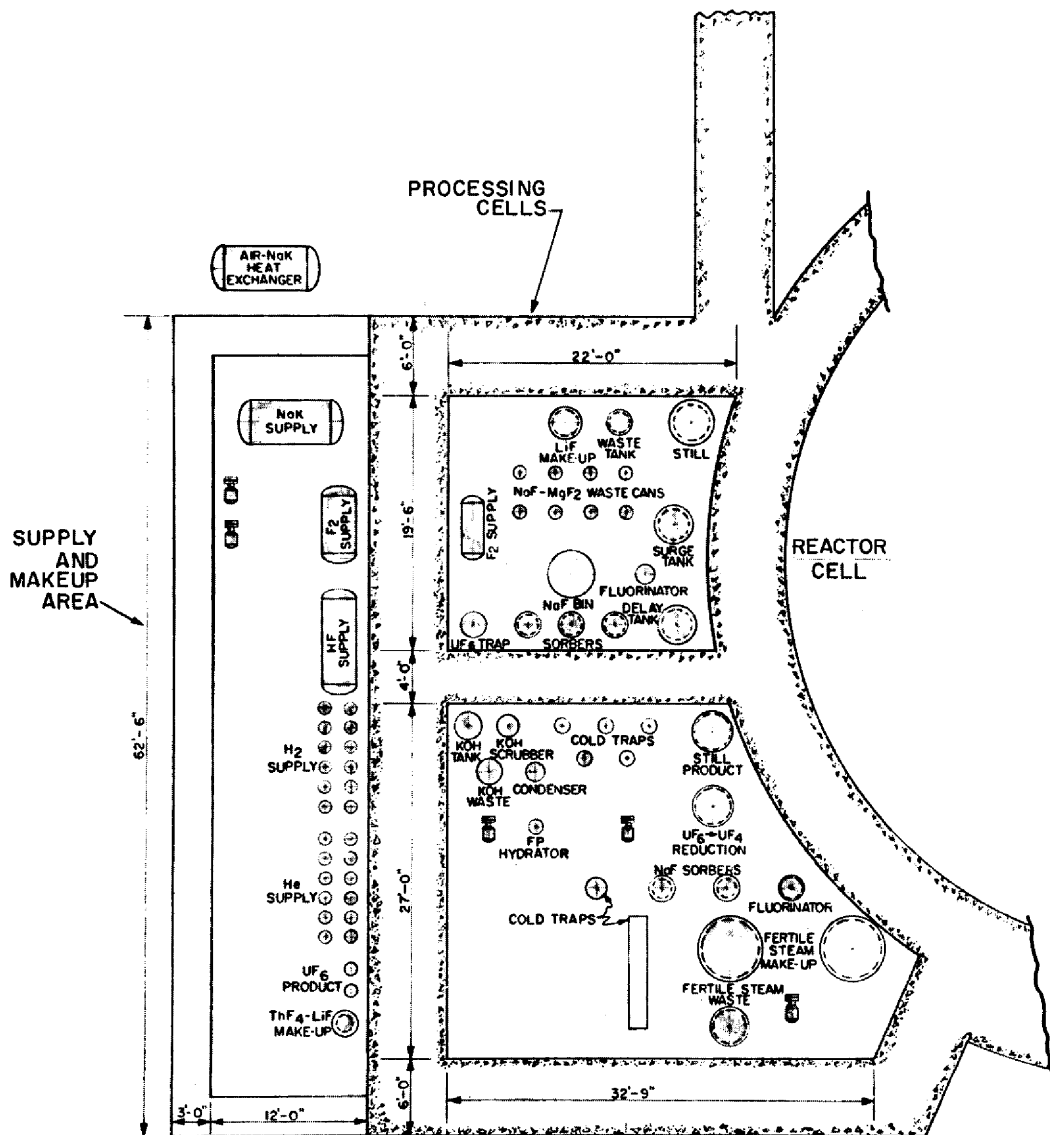 PROCESSING
CELLS
AIR-NaK
HEAT
EXCHANGER
6'-0"
22'-0"
NaK
SUPPLY
LiF
MAKE-UP
WASTE
TANK
STILL
NaF-MgF2 WASTE CANS
F2
SUPPLY
F2 SUPPLY
19'-6"
SURGE
TANK
SUPPLY
AND
MAKEUP
AREA
REACTOR
CELL
FLUORINATOR
NaF BIN
DELAY
TANK
HF
SUPPLY
UF6 TRAP
SORBERS
4'-0"
62'-6"
H2
SUPPLY
KOH
TANK
KOH
SCRUBBER
COLD TRAPS
STILL
PRODUCT
KOH
WASTE
CONDENSER
FP
HYDRATOR
UF6→UF4
REDUCTION
He
SUPPLY
27'-0"
NaF SORBERS
FLUORINATOR
COLD TRAPS
FERTILE
STEAM
MAKE-UP
UF6
PRODUCT
FERTILE STEAM
WASTE
ThF4-LiF
MAKE-UP
3'-0"
12'-0"
6'-0"
32'-9"